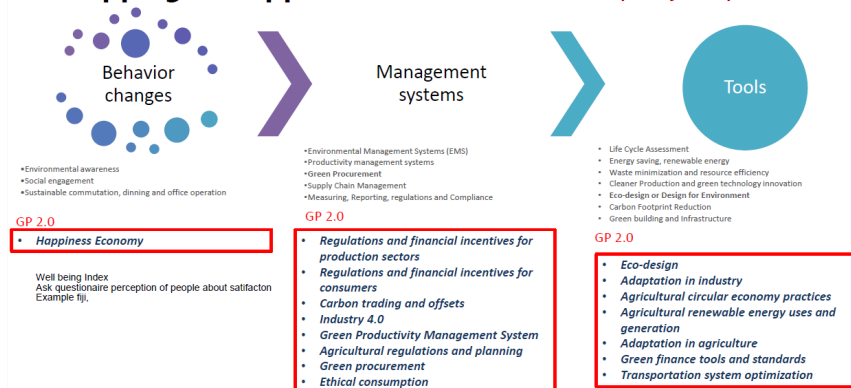 Behavior
changes
Management
systems
Tools
•Environmental awareness
•Social engagement
•Sustainable commutation, dinning and office operation
•Environmental Management Systems (EMS)
•Productivity management systems
•Green Procurement
•Supply Chain Management
•Measuring, Reporting, regulations and Compliance
• Life Cycle Assessment
• Energy saving, renewable energy
• Waste minimization and resource efficiency
• Cleaner Production and green technology innovation
• Eco-design or Design for Environment
• Carbon Footprint Reduction
• Green building and Infrastructure
GP 2.0
• Happiness Economy
Well being Index
Ask questionaire perception of people about satifacton
Example fiji,
GP 2.0
• Regulations and financial incentives for
production sectors
• Regulations and financial incentives for
consumers
• Carbon trading and offsets
• Industry 4.0
• Green Productivity Management System
• Agricultural regulations and planning
• Green procurement
• Ethical consumption
GP 2.0
• Eco-design
• Adaptation in industry
• Agricultural circular economy practices
• Agricultural renewable energy uses and
generation
• Adaptation in agriculture
• Green finance tools and standards
• Transportation system optimization